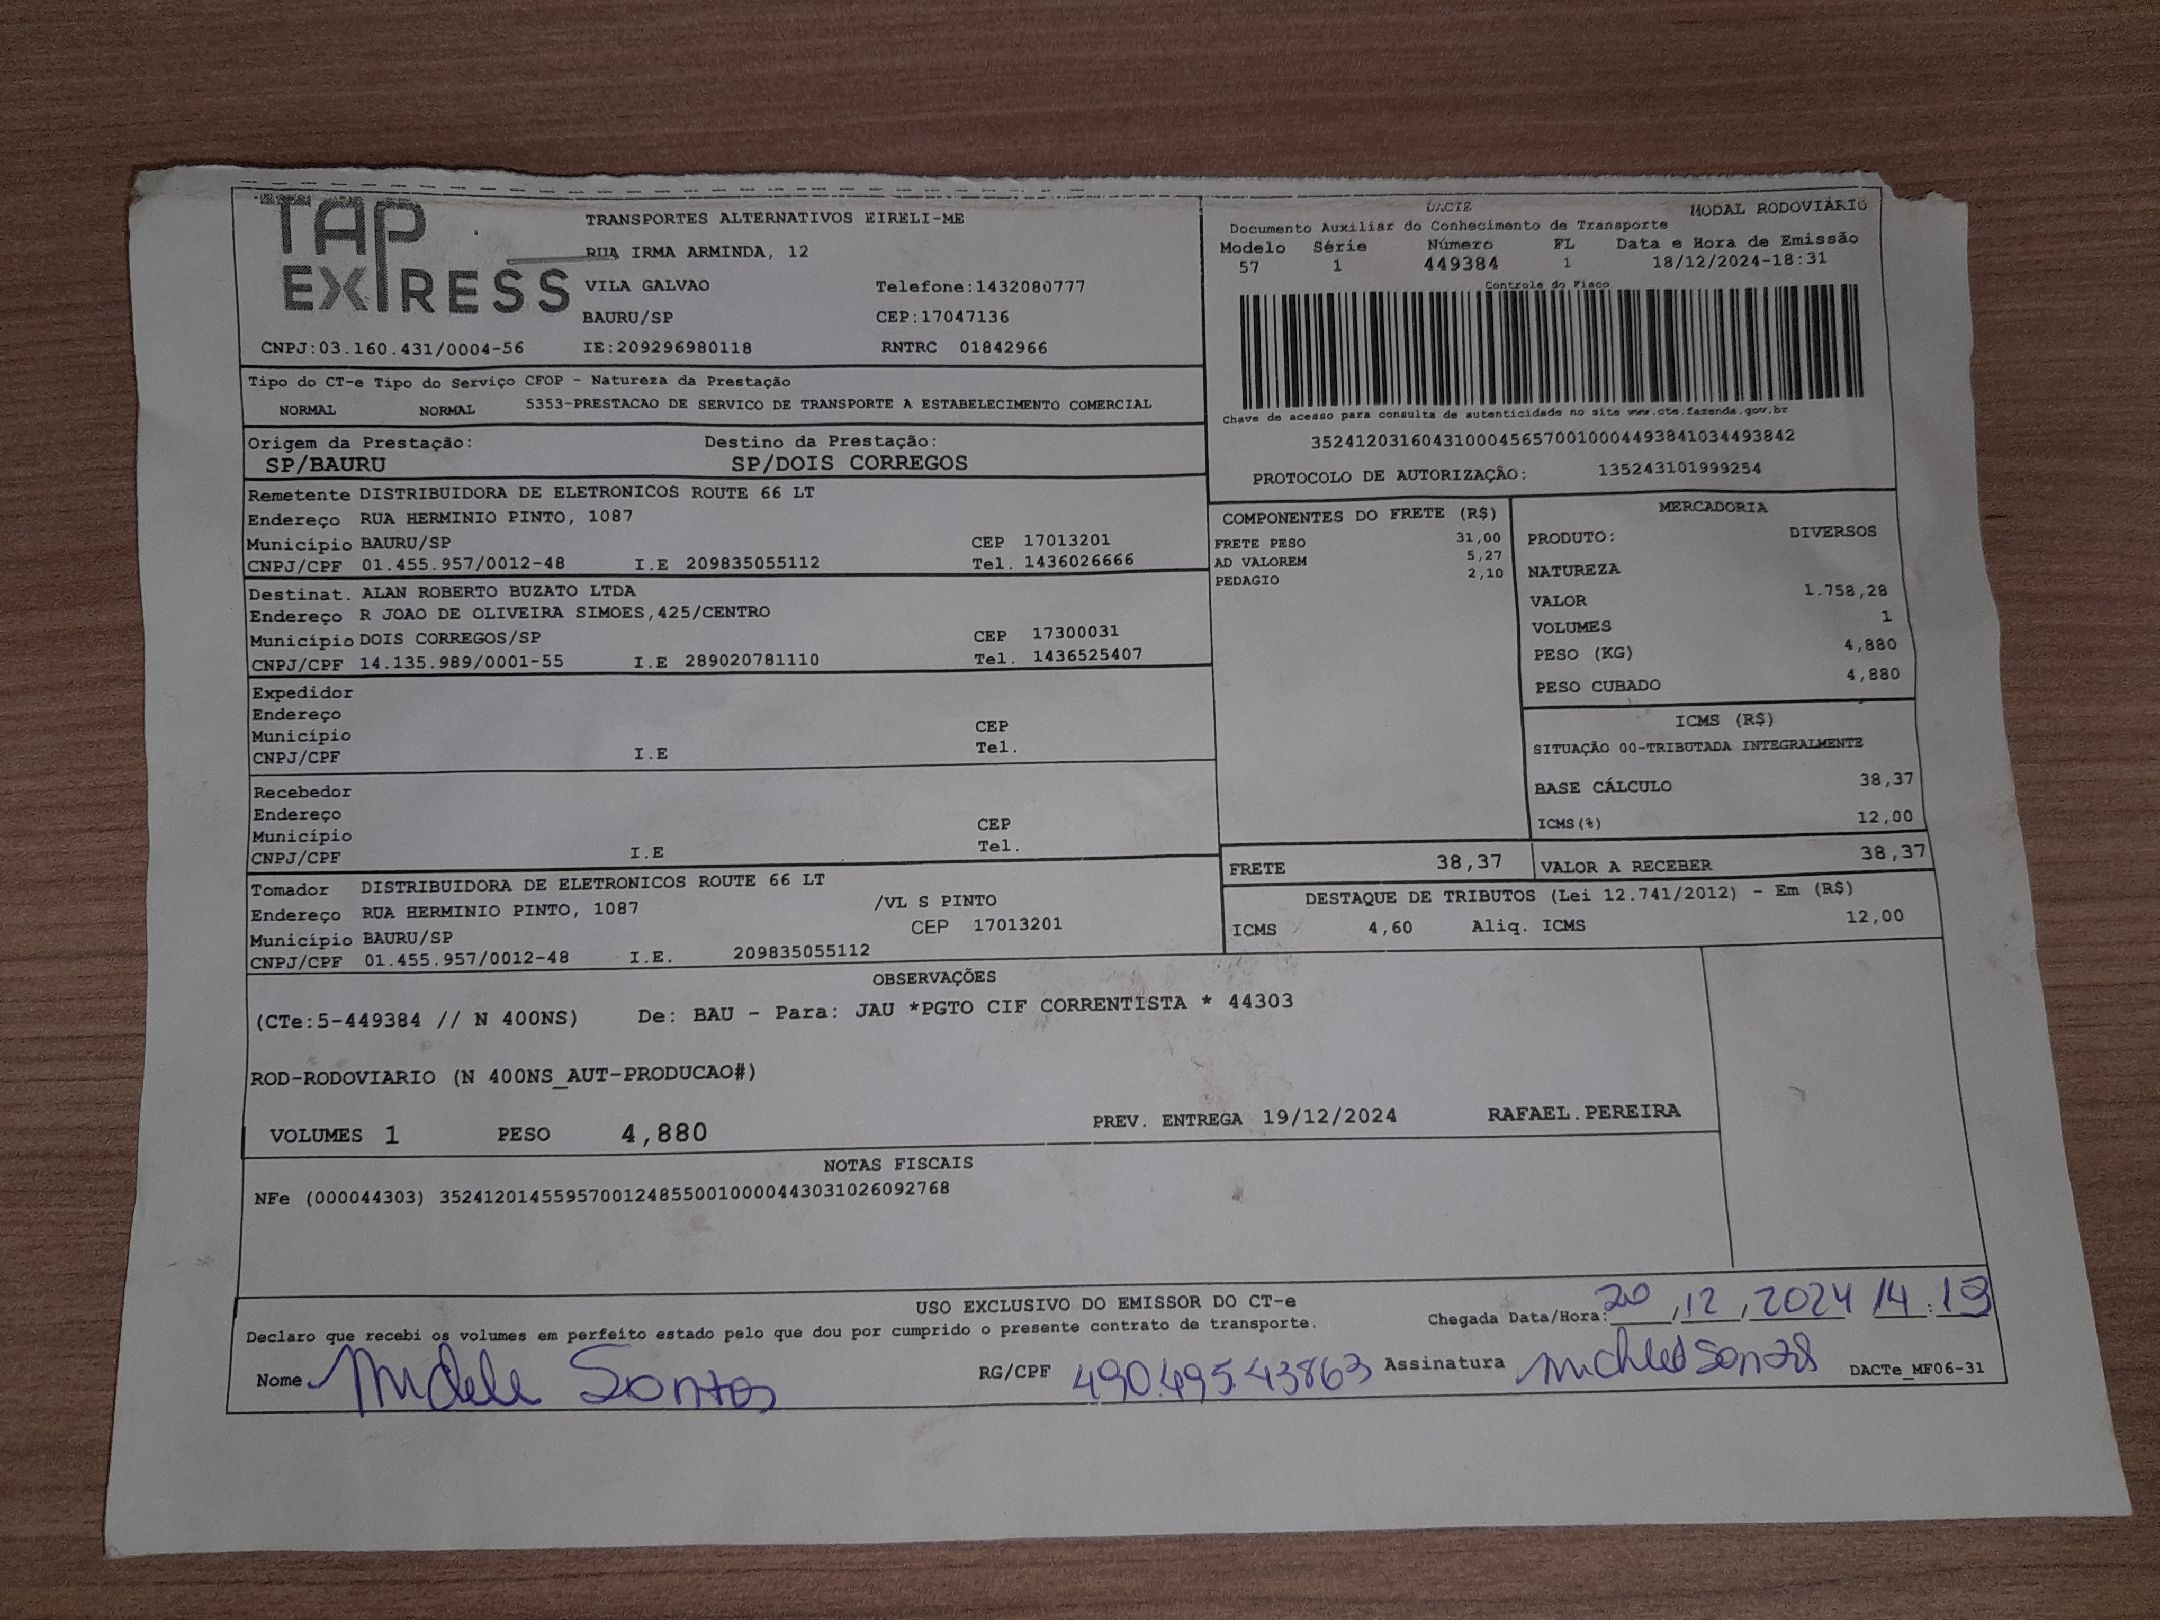 TAP EXPRESS
TRANSPORTES ALTERNATIVOS EIRELI-ME
RUA IRMA ARMINDA, 12
VILA GALVAO Telefone:1432080777
BAURU/SP CEP:17047136
CNPJ:03.160.431/0004-56 IE:209296980118 RNTRC 01842966
DACTE MODAL RODOVIÁRIO
Documento Auxiliar do Conhecimento de Transporte
Modelo Série Número FL Data e Hora de Emissão
57 1 449384 1 18/12/2024-18:31
Controle do Fisco
Chave de acesso para consulta de autenticidade no site www.cte.fazenda.gov.br
35241203160431000456570010004493841034493842
PROTOCOLO DE AUTORIZAÇÃO: 135243101999254
Tipo do CT-e Tipo do Serviço CFOP - Natureza da Prestação
NORMAL NORMAL 5353-PRESTACAO DE SERVICO DE TRANSPORTE A ESTABELECIMENTO COMERCIAL
Origem da Prestação: Destino da Prestação:
SP/BAURU SP/DOIS CORREGOS
Remetente DISTRIBUIDORA DE ELETRONICOS ROUTE 66 LT
Endereço RUA HERMINIO PINTO, 1087
Município BAURU/SP CEP 17013201
CNPJ/CPF 01.455.957/0012-48 I.E 209835055112 Tel. 1436026666
Destinat. ALAN ROBERTO BUZATO LTDA
Endereço R JOAO DE OLIVEIRA SIMOES,425/CENTRO
Município DOIS CORREGOS/SP CEP 17300031
CNPJ/CPF 14.135.989/0001-55 I.E 289020781110 Tel. 1436525407
Expedidor
Endereço
Município CEP
CNPJ/CPF I.E Tel.
Recebedor
Endereço
Município CEP
CNPJ/CPF I.E Tel.
Tomador DISTRIBUIDORA DE ELETRONICOS ROUTE 66 LT
Endereço RUA HERMINIO PINTO, 1087 /VL S PINTO
Município BAURU/SP CEP 17013201
CNPJ/CPF 01.455.957/0012-48 I.E. 209835055112
COMPONENTES DO FRETE (R$)
FRETE PESO 31,00
AD VALOREM 5,27
PEDAGIO 2,10
MERCADORIA
PRODUTO: DIVERSOS
NATUREZA
VALOR 1.758,28
VOLUMES 1
PESO (KG) 4,880
PESO CUBADO 4,880
ICMS (R$)
SITUAÇÃO 00-TRIBUTADA INTEGRALMENTE
BASE CÁLCULO 38,37
ICMS(%) 12,00
FRETE 38,37 VALOR A RECEBER 38,37
DESTAQUE DE TRIBUTOS (Lei 12.741/2012) - Em (R$)
ICMS 4,60 Aliq. ICMS 12,00
OBSERVAÇÕES
(CTe:5-449384 // N 400NS) De: BAU - Para: JAU *PGTO CIF CORRENTISTA * 44303
ROD-RODOVIARIO (N 400NS_AUT-PRODUCAO#)
VOLUMES 1 PESO 4,880 PREV. ENTREGA 19/12/2024 RAFAEL.PEREIRA
NOTAS FISCAIS
NFe (000044303) 35241201455957001248550010000443031026092768
USO EXCLUSIVO DO EMISSOR DO CT-e
Declaro que recebi os volumes em perfeito estado pelo que dou por cumprido o presente contrato de transporte. Chegada Data/Hora: 20, 12, 2024 14:19
Nome Michele Santos RG/CPF 490.495.43863 Assinatura Michele Santos DACTe_MF06-31